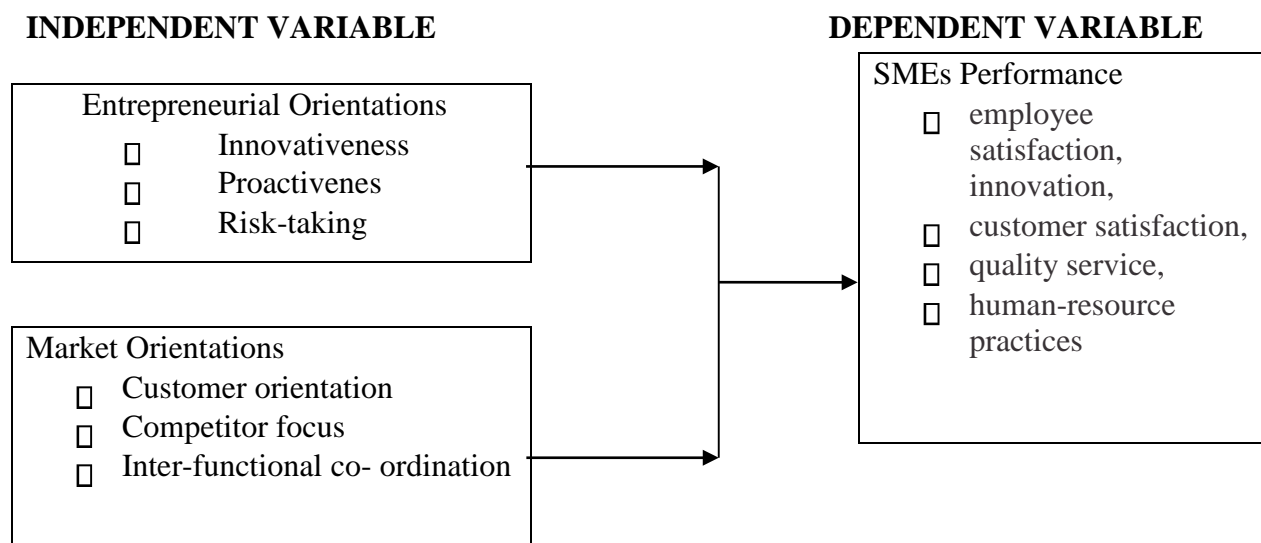 INDEPENDENT VARIABLE
DEPENDENT VARIABLE
Entrepreneurial Orientations
Innovativeness
Proactivenes
Risk-taking
Market Orientations
Customer orientation
Competitor focus
Inter-functional co- ordination
SMEs Performance
employee
satisfaction,
innovation,
customer satisfaction,
quality service,
human-resource
practices